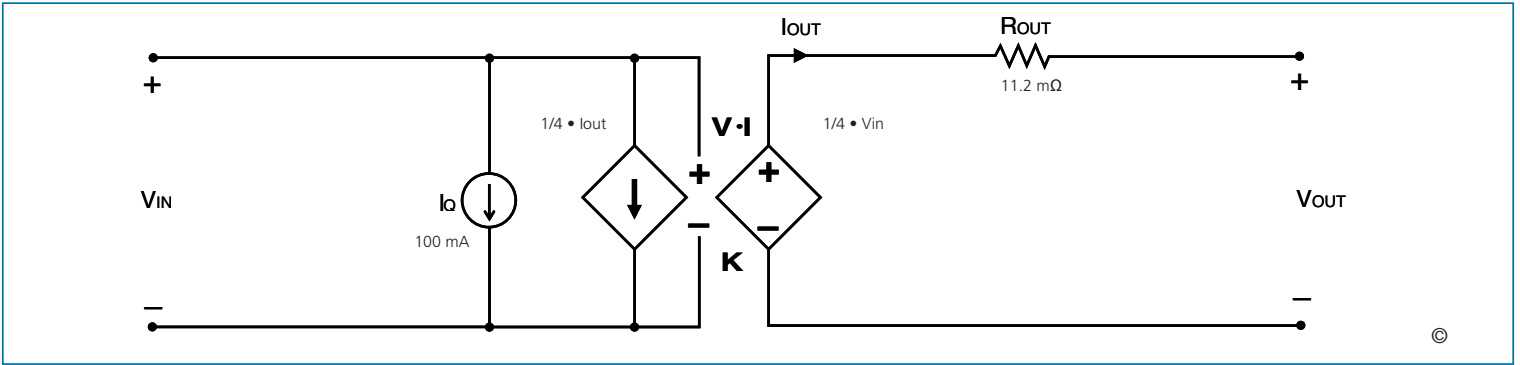 IOUT
ROUT
+
11.2 mΩ
+
1/4 • Iout
V•I
1/4 • Vin
+
+
VIN
IQ
VOUT
100 mA
–
–
K
–
–
©